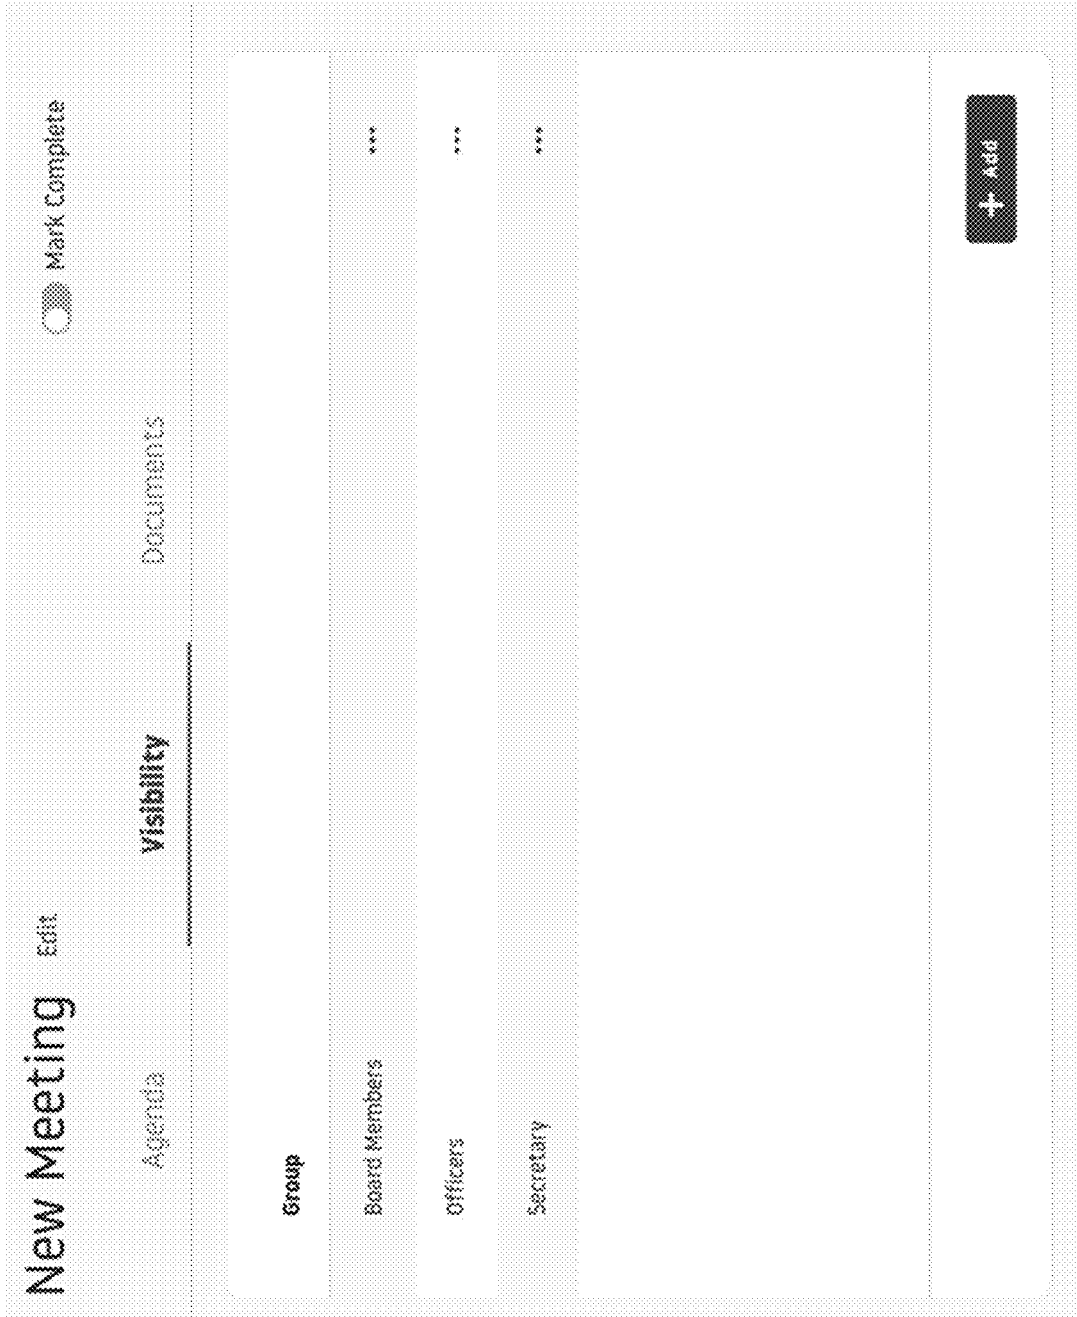 New Meeting Edit Mark Complete
Agenda Visibility Documents
Group
Board Members ...
Officers ...
Secretary ...
+ Add